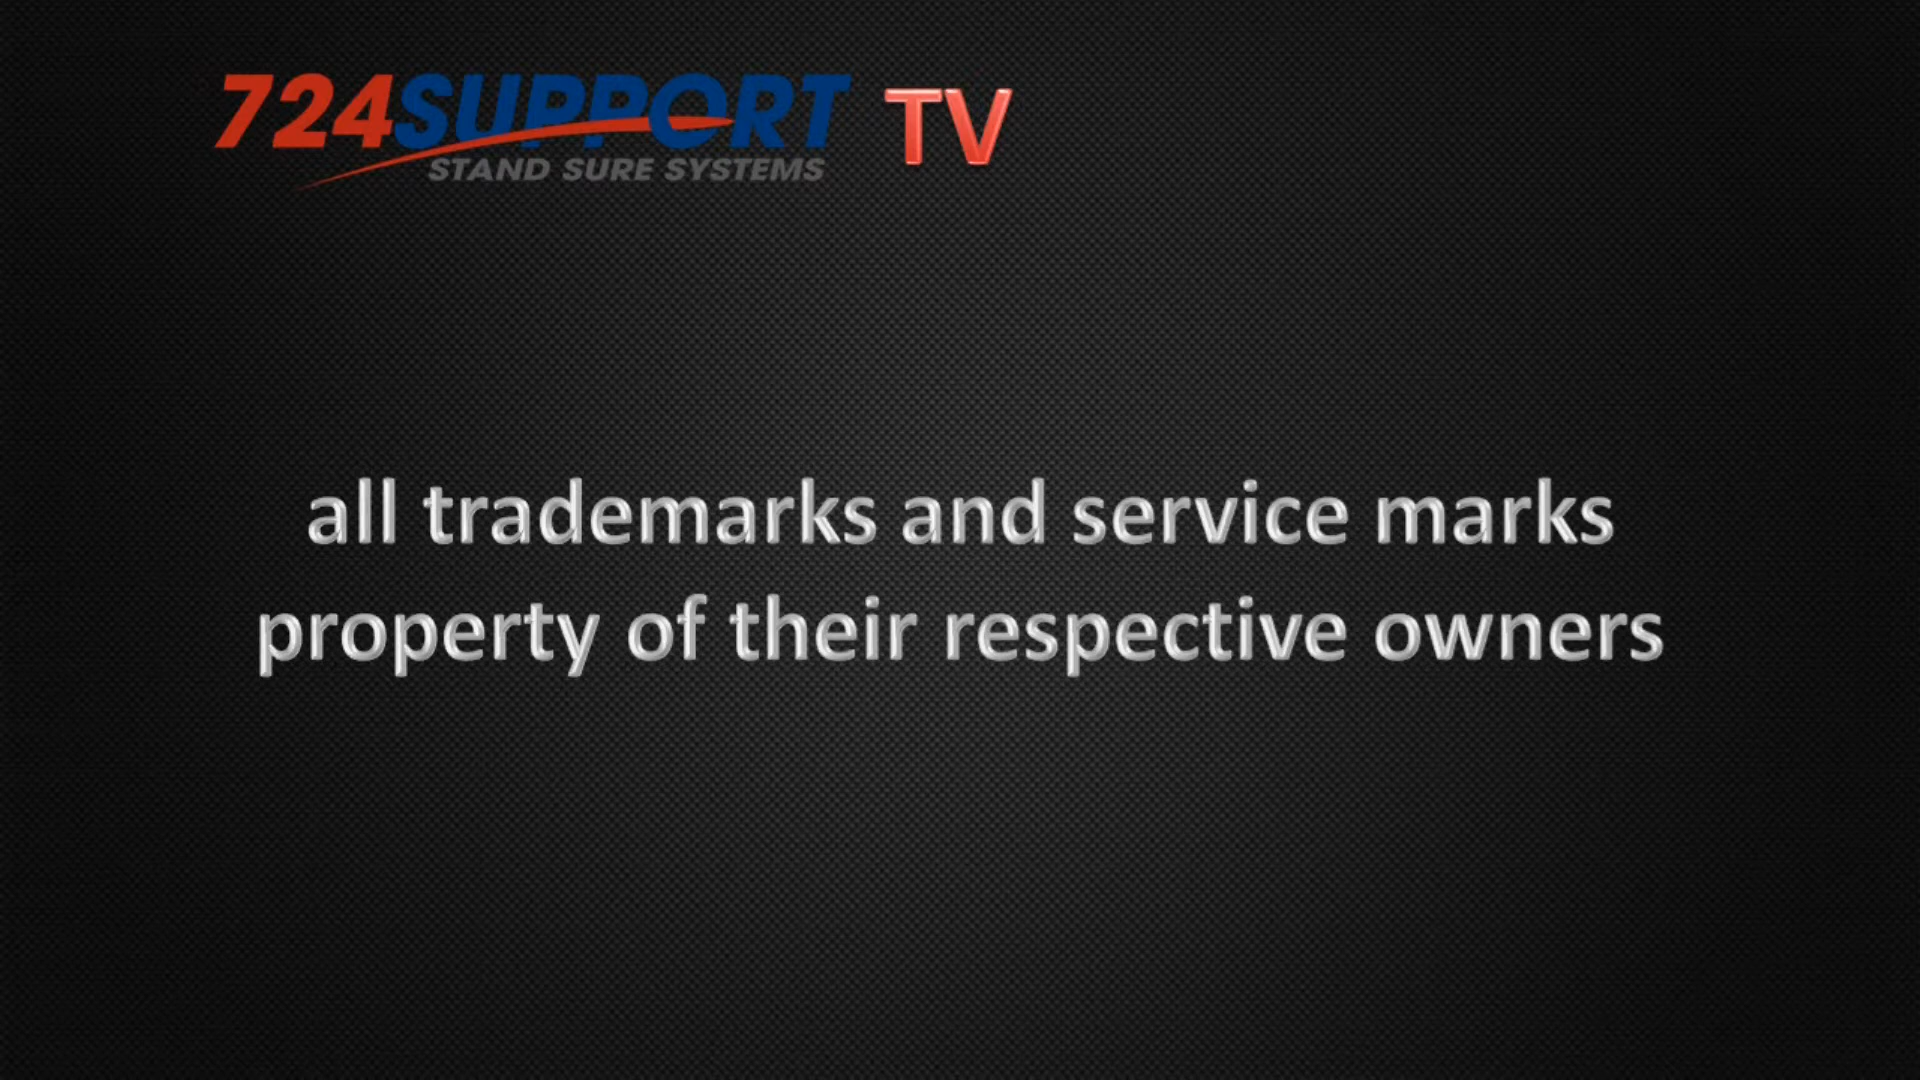 724SUPPORT TV
STAND SURE SYSTEMS
all trademarks and service marks
property of their respective owners